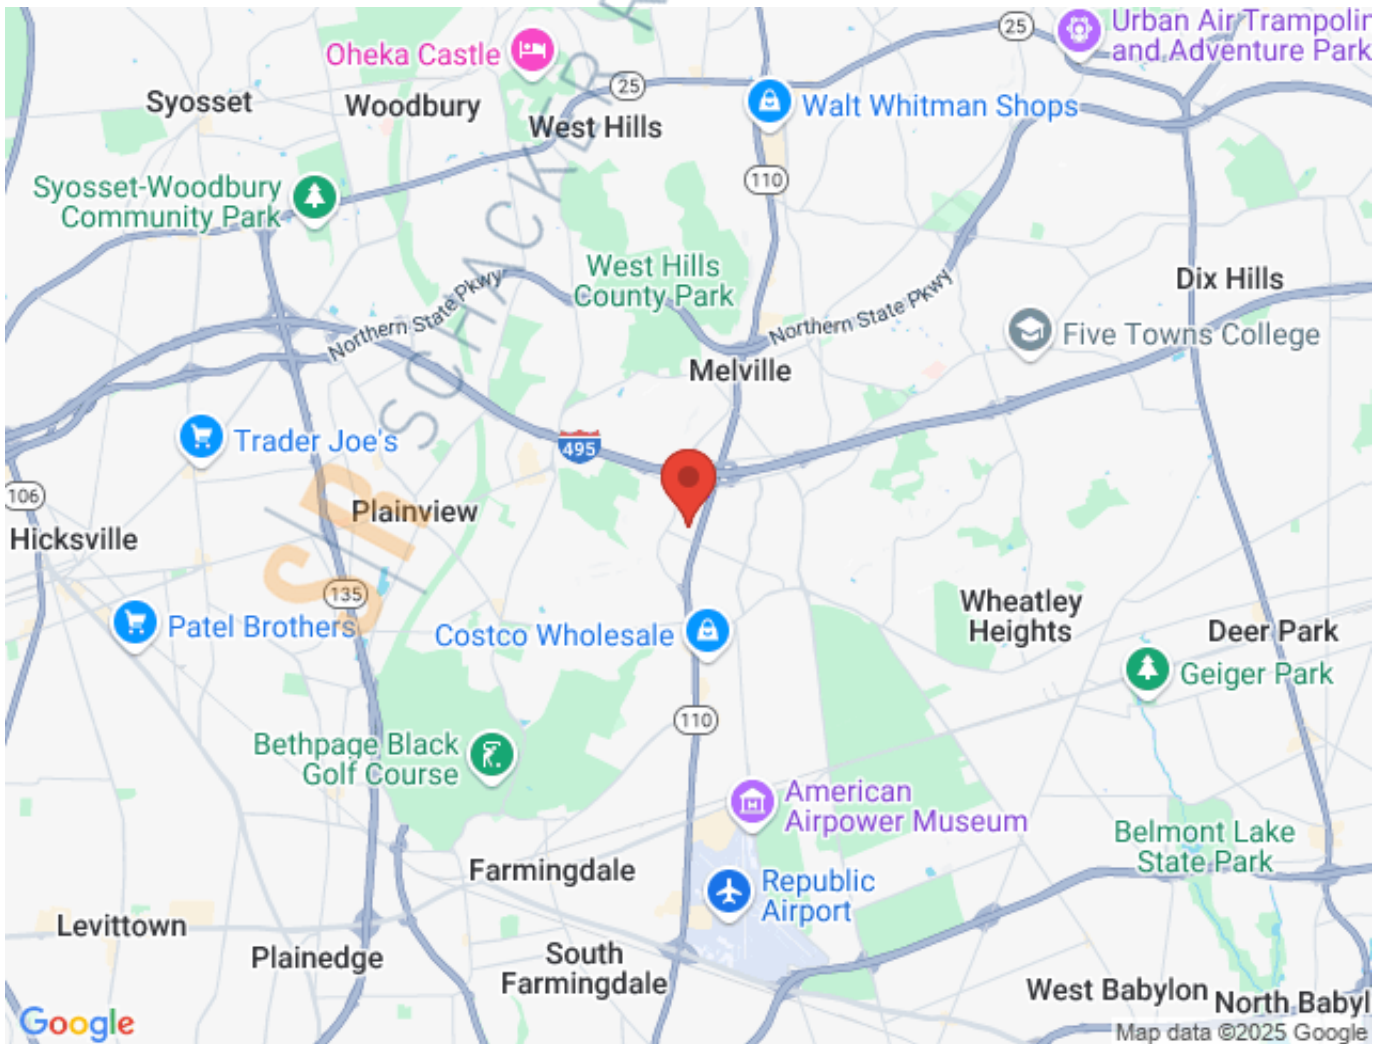 Urban Air Trampolin
and Adventure Park
25
Oheka Castle
25
Syosset
Woodbury
West Hills
Walt Whitman Shops
110
Syosset-Woodbury
Community Park
West Hills
County Park
Dix Hills
Northern State Pkwy
Northern State Pkwy
Five Towns College
Melville
Trader Joe's
495
106
Plainview
Hicksville
135
Patel Brothers
Costco Wholesale
Wheatley
Heights
Deer Park
Geiger Park
110
Bethpage Black
Golf Course
American
Airpower Museum
Belmont Lake
State Park
Farmingdale
Republic
Airport
Levittown
Plainedge
South
Farmingdale
West Babylon
North Babyl
Google
Map data ©2025 Google
SIR
SCHACKER R